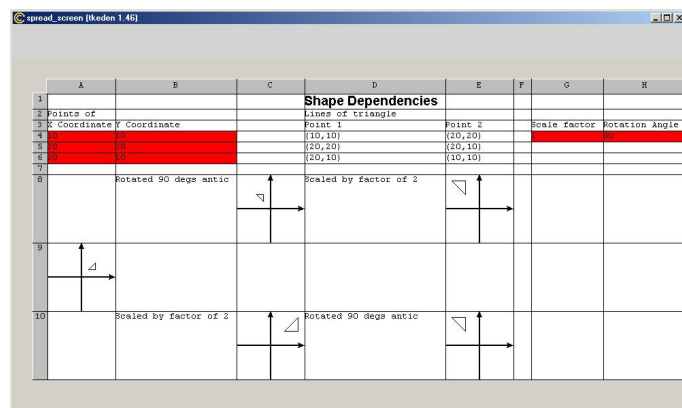 spread_screen (tkeden 1.46)
A B C D E F G H
1 Shape Dependencies
2 Points of Lines of triangle
3 X Coordinate Y Coordinate Point 1 Point 2 Scale factor Rotation Angle
4 10 10 (10,10) (20,20) 90
5 20 20 (20,20) (20,10)
6 20 10 (20,10) (10,10)
7
8 Rotated 90 degs antic Scaled by factor of 2
9
10 Scaled by factor of 2 Rotated 90 degs antic